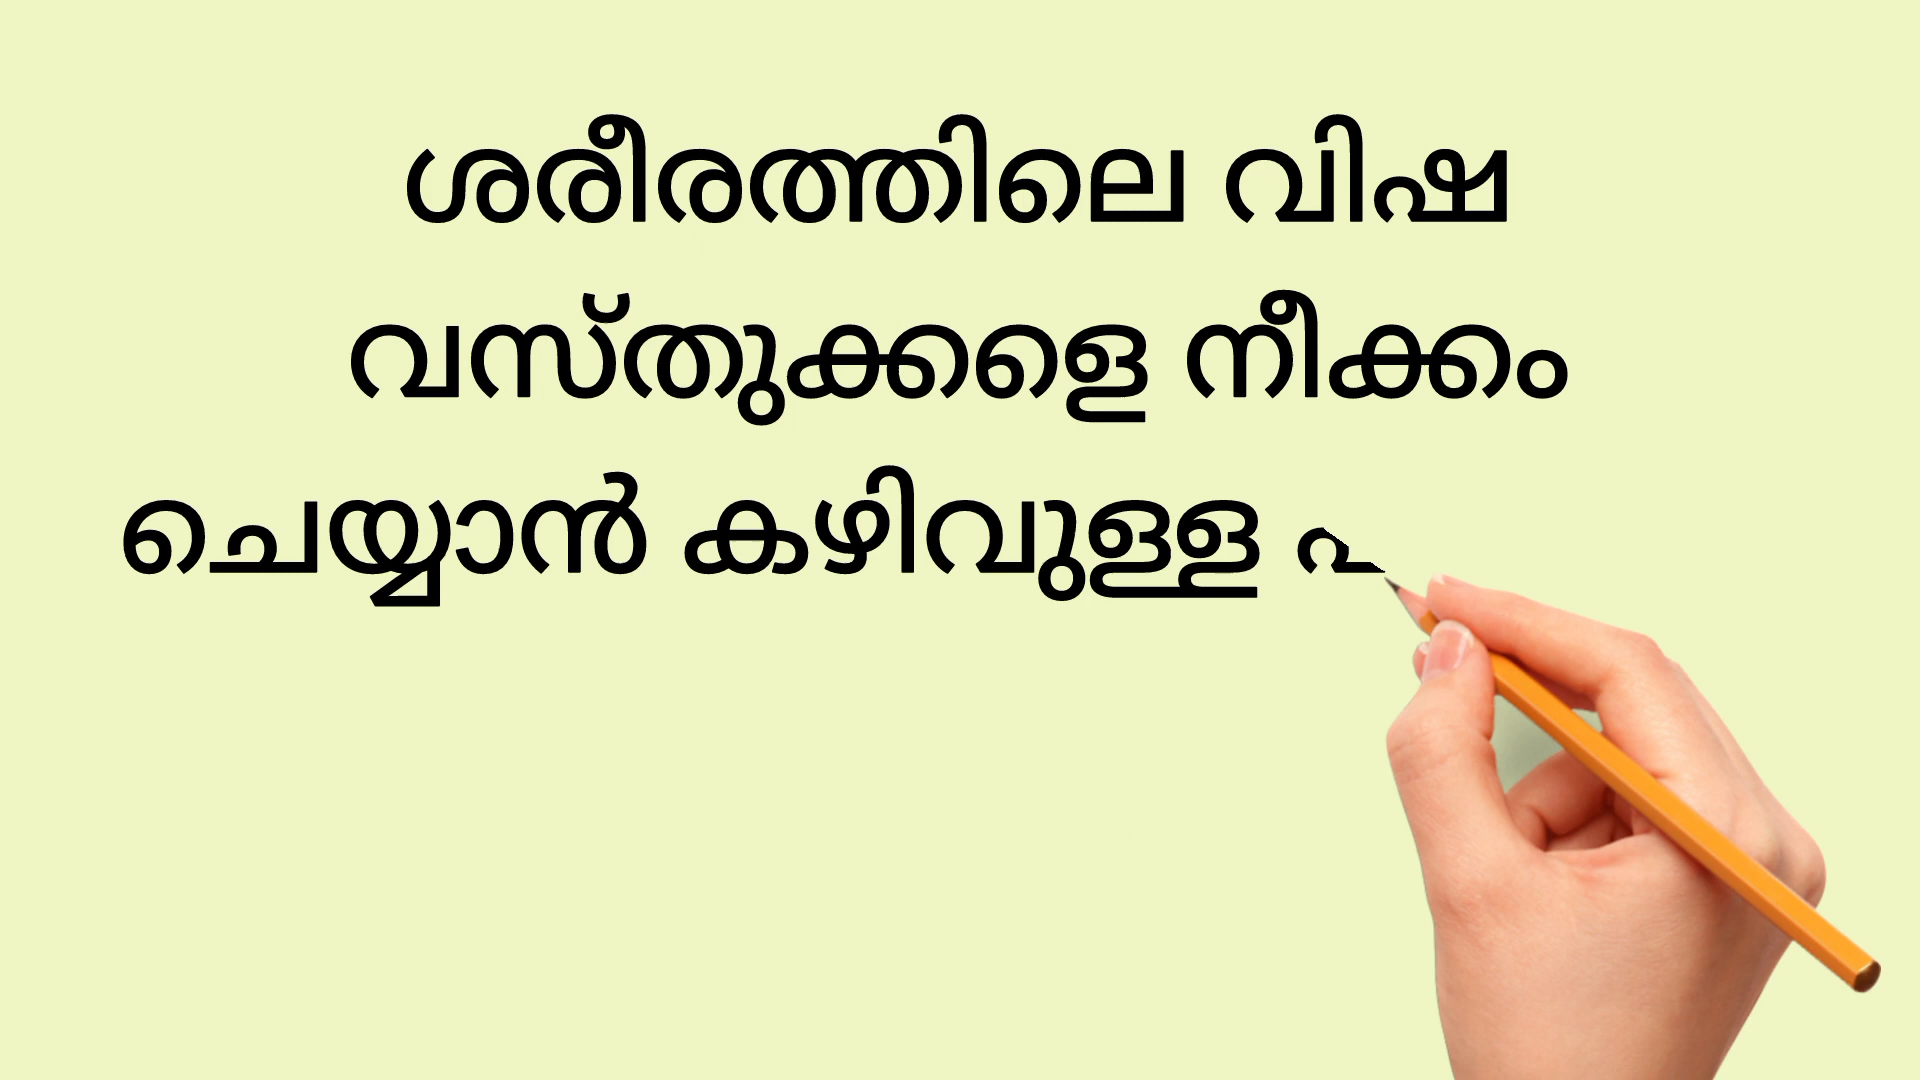 ശരീരത്തിലെ വിഷ
വസ്തുക്കളെ നീക്കം
ചെയ്യാൻ കഴിവുള്ള